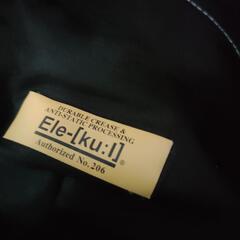 DURABLE CREASE &
ANTI-STATIC PROCESSING
Ele-[ku:l]®
Authorized No.206